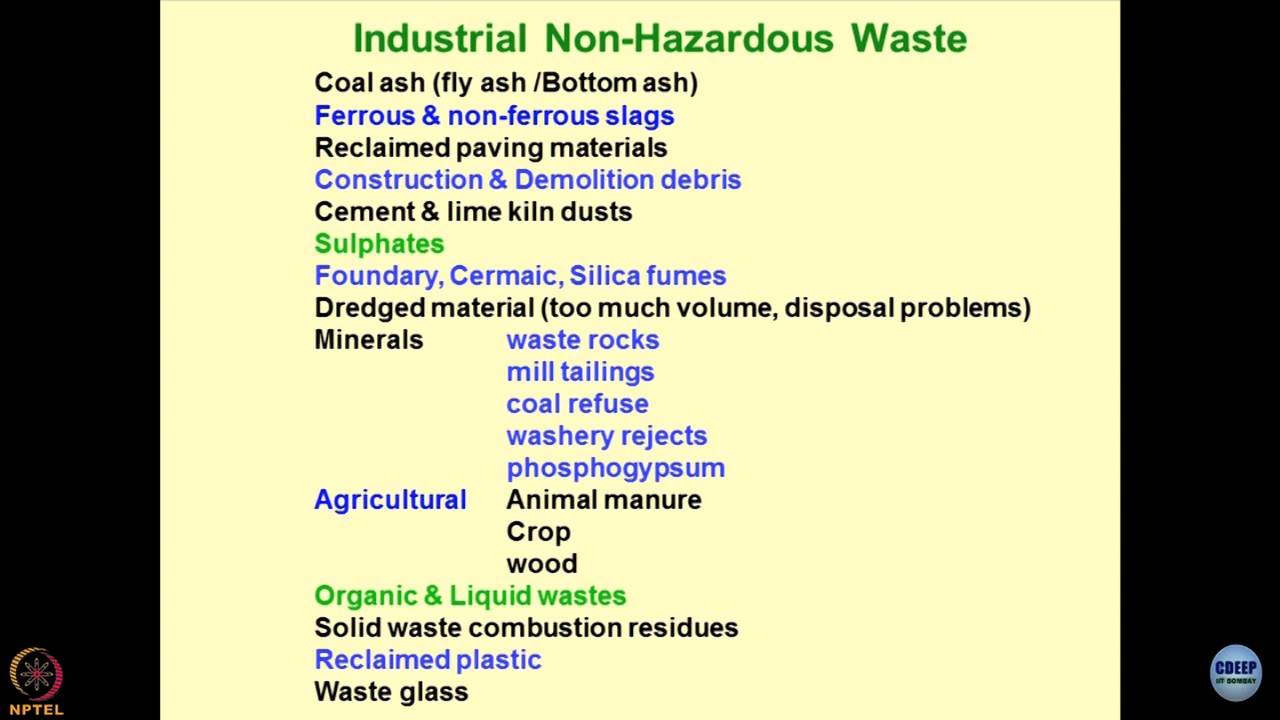 Industrial Non-Hazardous Waste
Coal ash (fly ash /Bottom ash)
Ferrous & non-ferrous slags
Reclaimed paving materials
Construction & Demolition debris
Cement & lime kiln dusts
Sulphates
Foundary, Cermaic, Silica fumes
Dredged material (too much volume, disposal problems)
Minerals waste rocks
mill tailings
coal refuse
washery rejects
phosphogypsum
Agricultural Animal manure
Crop
wood
Organic & Liquid wastes
Solid waste combustion residues
Reclaimed plastic
Waste glass
NPTEL
CDEEP
IIT BOMBAY